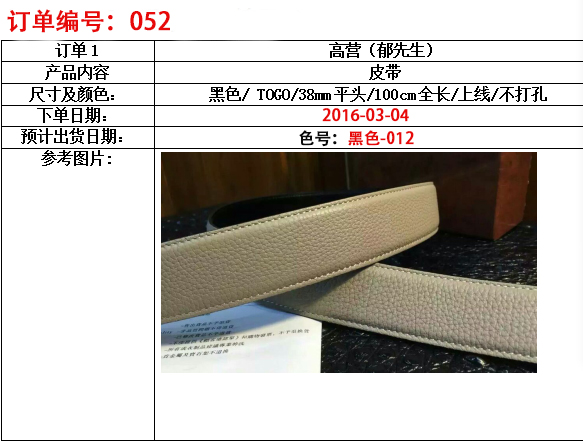 订单编号：052
订单1
高营（郁先生）
产品内容
皮带
尺寸及颜色：
黑色/ TOGO/38mm平头/100cm全长/上线/不打孔
下单日期：
2016-03-04
预计出货日期：
色号：黑色-012
参考图片：